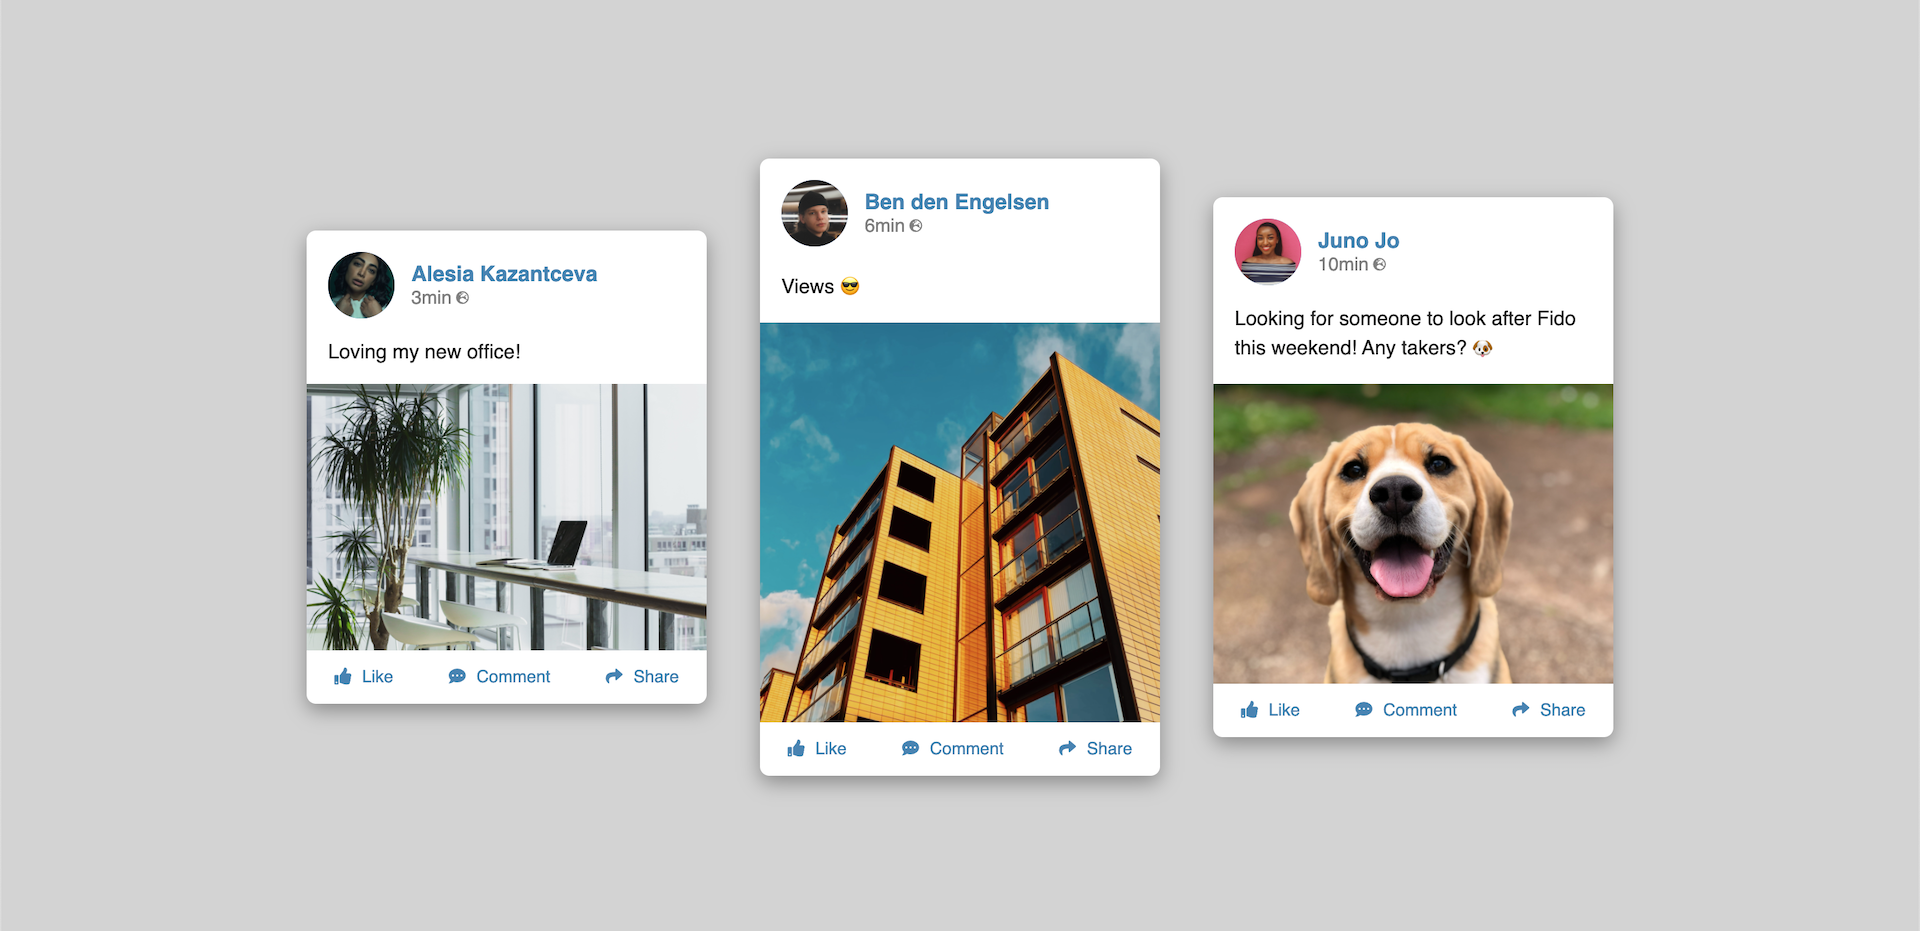 Alesia Kazantceva
3min
Loving my new office!
Like
Comment
Share
Ben den Engelsen
6min
Views 😎
Like
Comment
Share
Juno Jo
10min
Looking for someone to look after Fido
this weekend! Any takers? 🐶
Like
Comment
Share